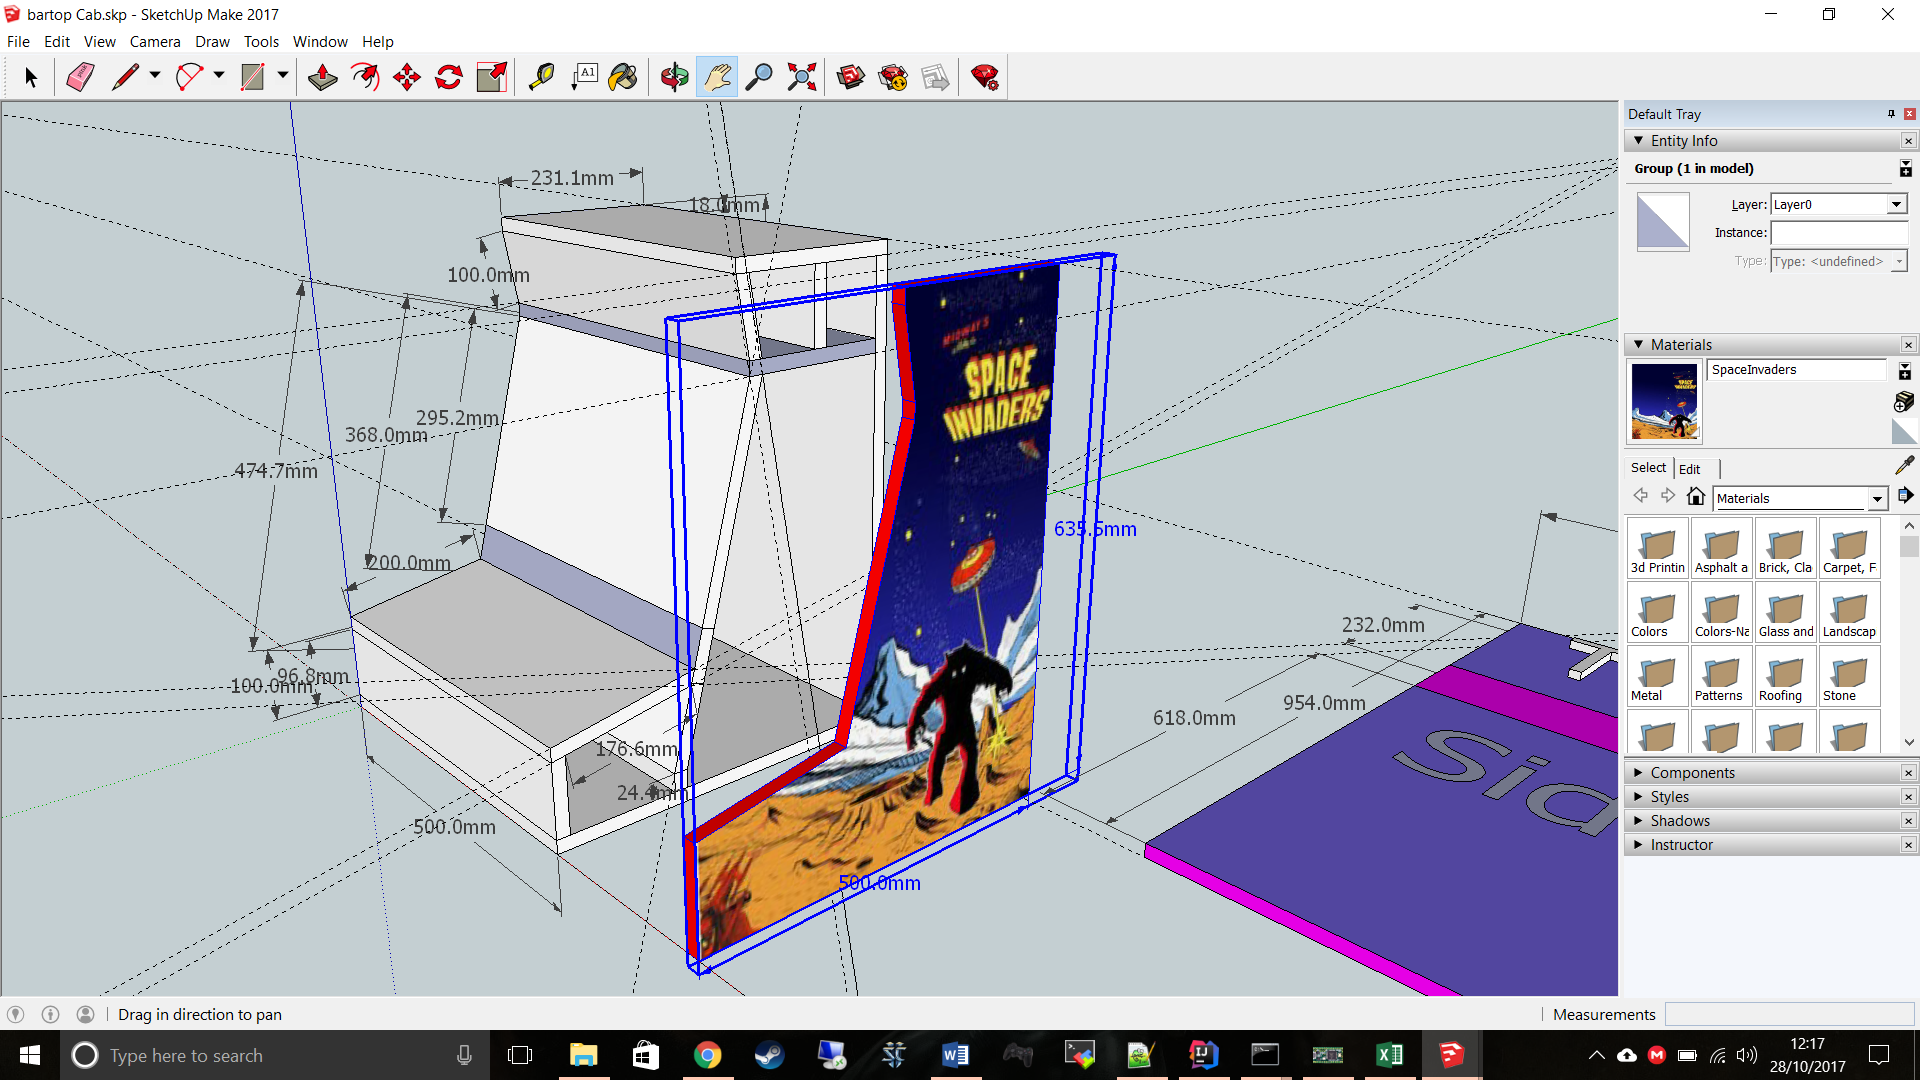 bartop Cab.skp - SketchUp Make 2017
File Edit View Camera Draw Tools Window Help
A1
Default Tray
Entity Info
Group (1 in model)
Layer: Layer0
Instance:
Type: Type: <undefined>
Materials
SpaceInvaders
Select Edit
Materials
3d Printin Asphalt a Brick, Cla Carpet, F
Colors Colors-Na Glass and Landscap
Metal Patterns Roofing Stone
Components
Styles
Shadows
Instructor
231.1mm
100.0mm
295.2mm
368.0mm
474.7mm
200.0mm
96.8mm
100.0mm
176.6mm
500.0mm
MIDWAY'S
SPACE
INVADERS
635.5mm
500.0mm
232.0mm
954.0mm
618.0mm
Sid
Drag in direction to pan
Measurements
Type here to search
12:17
28/10/2017